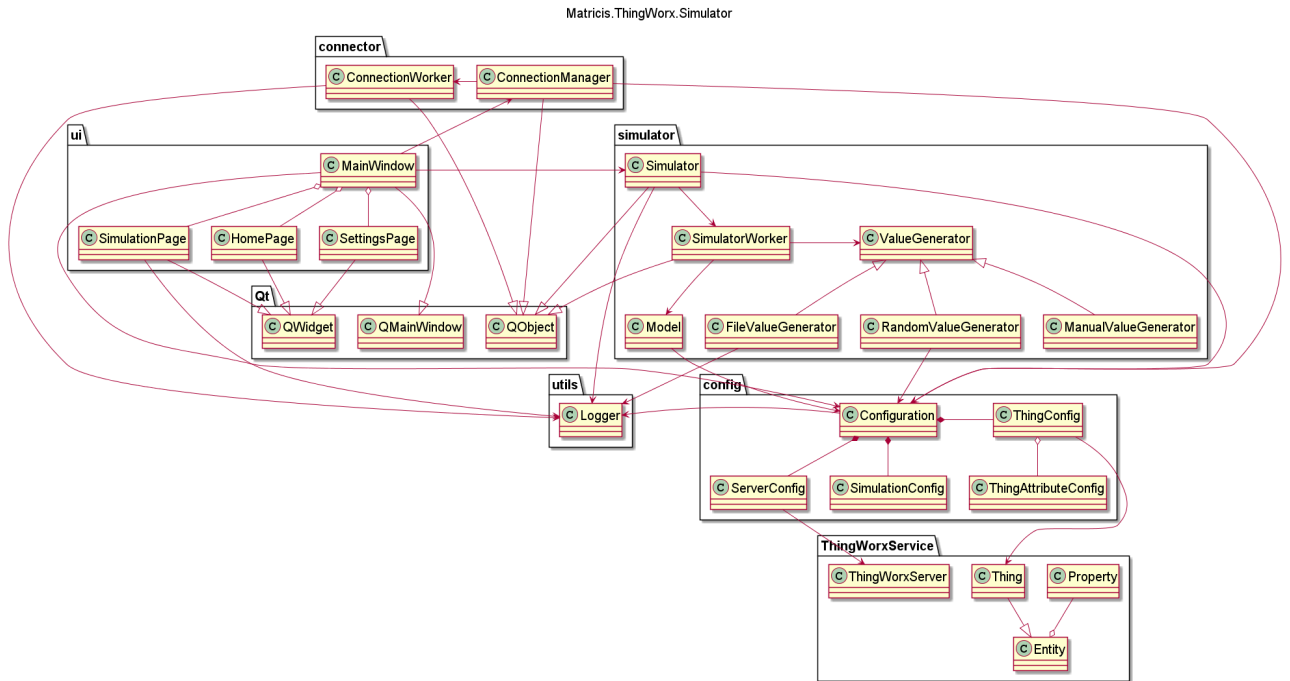 Matricis.ThingWorx.Simulator
connector
C ConnectionWorker
C ConnectionManager
ui
C MainWindow
C SimulationPage
C HomePage
C SettingsPage
simulator
C Simulator
C SimulatorWorker
C ValueGenerator
C Model
C FileValueGenerator
C RandomValueGenerator
C ManualValueGenerator
Qt
C QWidget
C QMainWindow
C QObject
utils
C Logger
config
C Configuration
C ThingConfig
C ServerConfig
C SimulationConfig
C ThingAttributeConfig
ThingWorxService
C ThingWorxServer
C Thing
C Property
C Entity